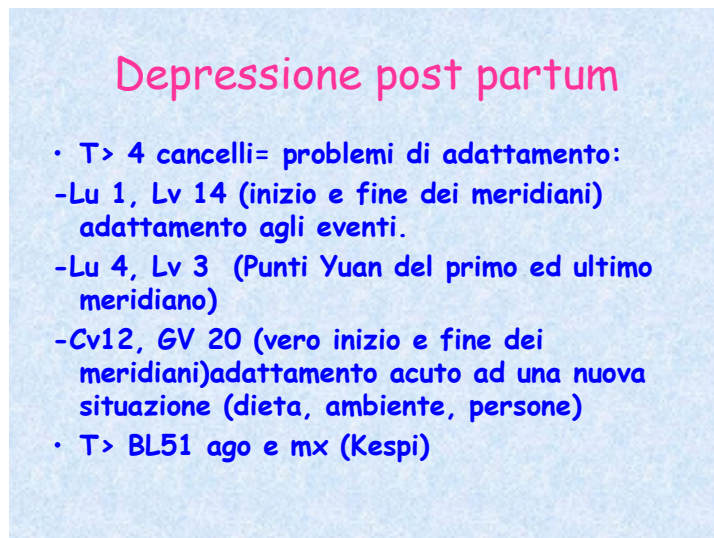 Depressione post partum
• T> 4 cancelli= problemi di adattamento:
-Lu 1, Lv 14 (inizio e fine dei meridiani)
adattamento agli eventi.
-Lu 4, Lv 3 (Punti Yuan del primo ed ultimo
meridiano)
-Cv12, GV 20 (vero inizio e fine dei
meridiani)adattamento acuto ad una nuova
situazione (dieta, ambiente, persone)
• T> BL51 ago e mx (Kespi)